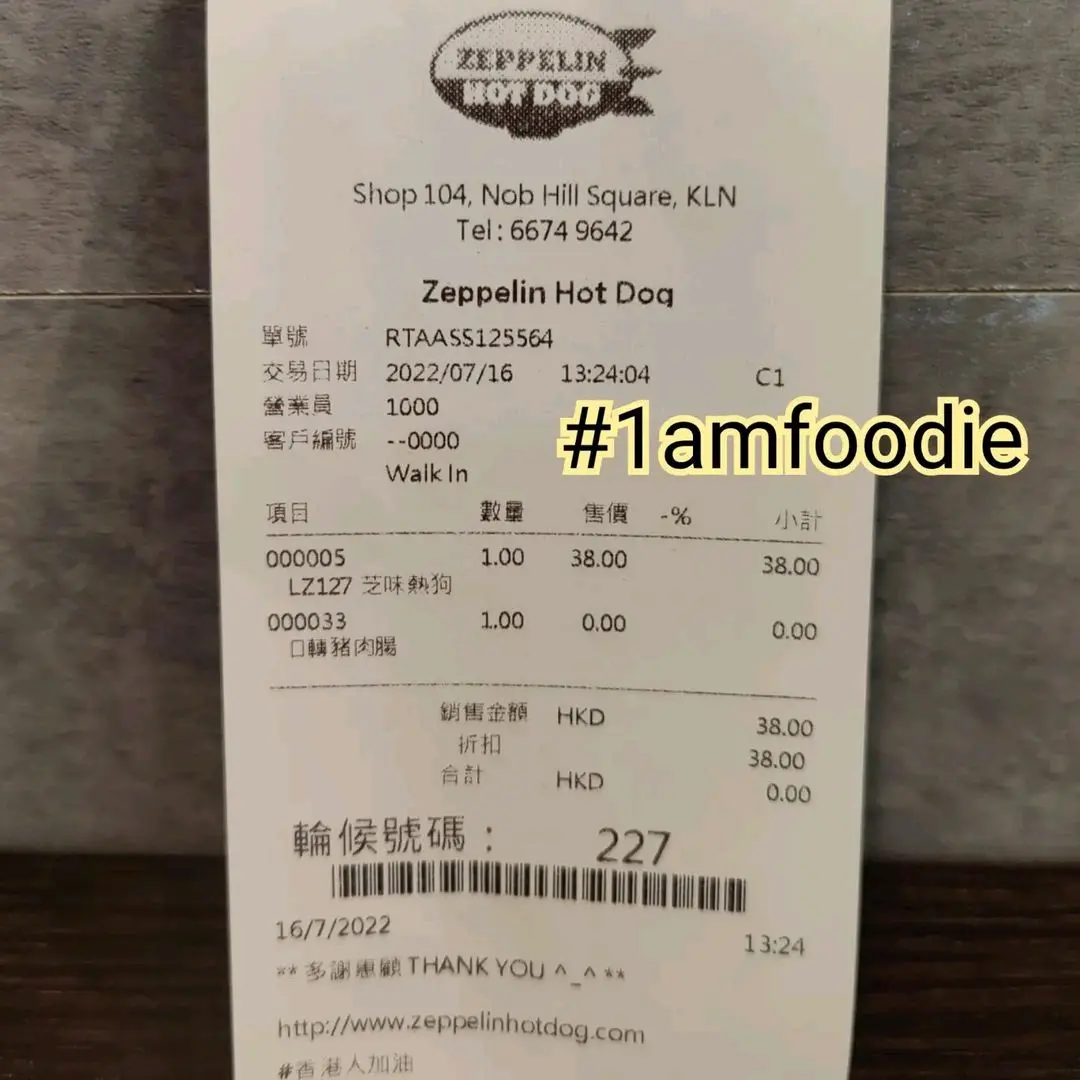 ZEPPELIN
HOT DOG
Shop 104, Nob Hill Square, KLN
Tel: 6674 9642
Zeppelin Hot Dog
單號 RTAASS125564
交易日期 2022/07/16 13:24:04 C1
營業員 1000
#1amfoodie
客戶編號 --0000
Walk In
項目 數量 售價 -% 小計
000005 1.00 38.00 38.00
LZ127 芝味熱狗
000033 1.00 0.00 0.00
口轉豬肉腸
銷售金額 HKD 38.00
折扣 38.00
合計 HKD 0.00
輪候號碼： 227
16/7/2022 13:24
**多謝惠顧 THANK YOU ^_^**
http://www.zeppelinhotdog.com
#香港人加油